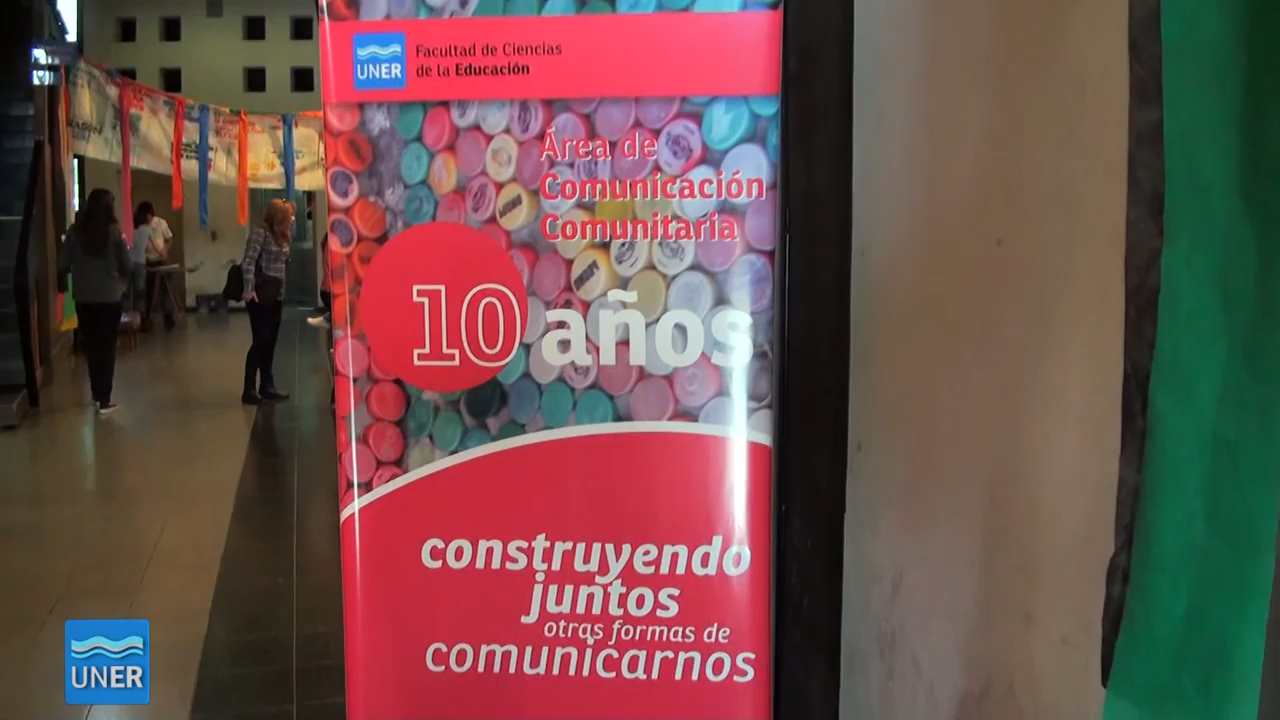 UNER
Facultad de Ciencias
de la Educación
Área de
Comunicación
Comunitaria
10 años
construyendo
juntos
otras formas de
comunicarnos
UNER